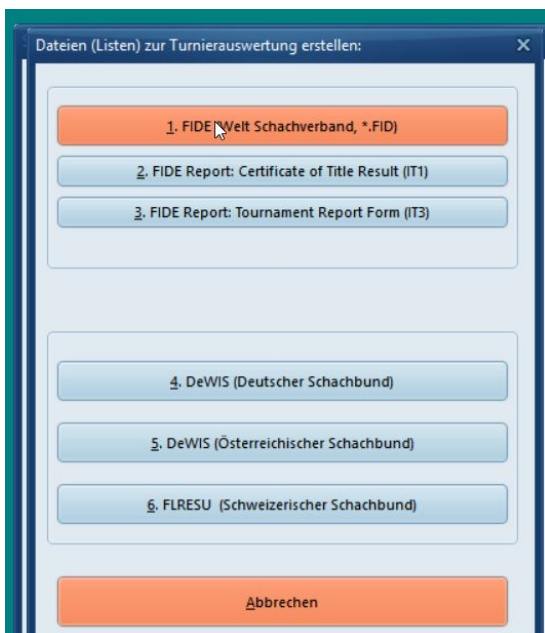 Dateien (Listen) zur Turnierauswertung erstellen:
1. FIDE (Welt Schachverband, *.FID)
2. FIDE Report: Certificate of Title Result (IT1)
3. FIDE Report: Tournament Report Form (IT3)
4. DeWIS (Deutscher Schachbund)
5. DeWIS (Österreichischer Schachbund)
6. FLRESU (Schweizerischer Schachbund)
Abbrechen